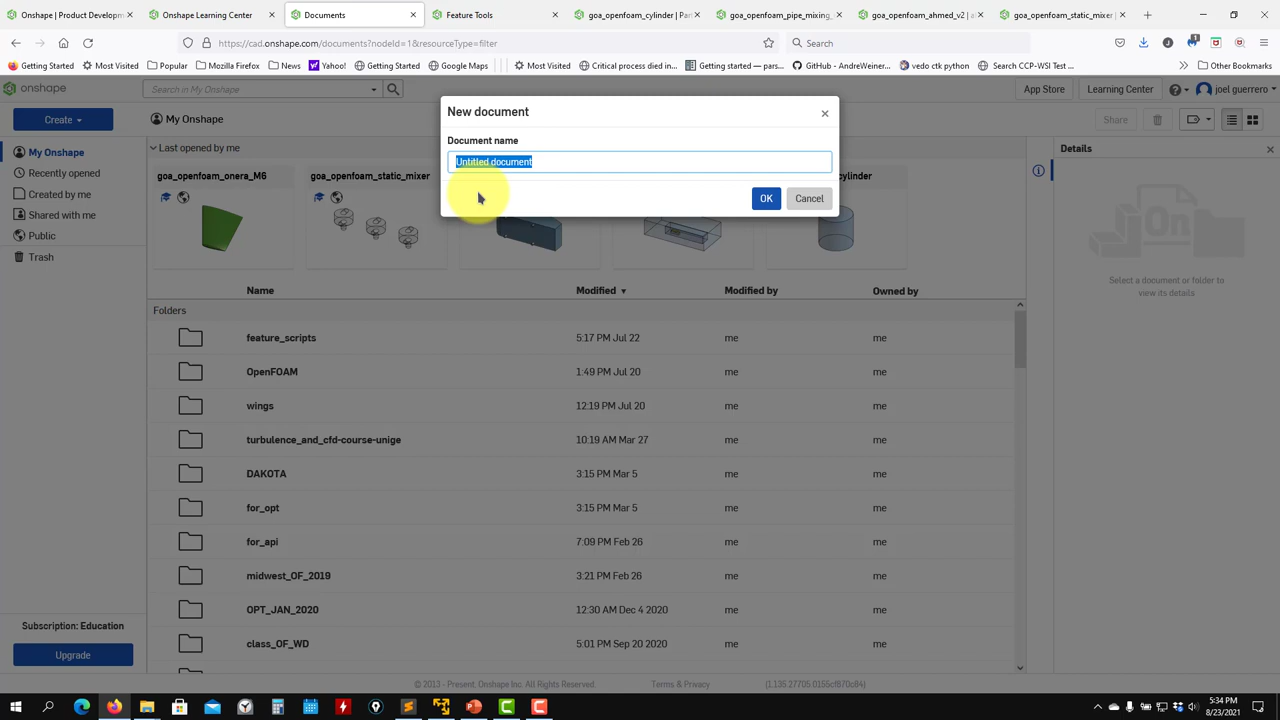 Onshape | Product Developm
Onshape Learning Center
Documents
Feature Tools
goa_openfoam_cylinder | Par
goa_openfoam_pipe_mixing_
goa_openfoam_ahmed_v2 | a
goa_openfoam_static_mixer |
https://cad.onshape.com/documents?nodeId=1&resourceType=filter
Search
Getting Started
Most Visited
Popular
Mozilla Firefox
News
Yahoo!
Getting Started
Google Maps
Most Visited
Critical process died in...
Getting started — pars...
GitHub - AndreWeiner...
vedo ctk python
Search CCP-WSI Test ...
Other Bookmarks
onshape
Search in My Onshape
App Store
Learning Center
joel guerrero
Create
My Onshape
Share
New document
Document name
Untitled document
OK
Cancel
My Onshape
Recently opened
Created by me
Shared with me
Public
Trash
Last opened by me
goa_openfoam_onera_M6
goa_openfoam_static_mixer
cylinder
Details
Select a document or folder to
view its details
Name Modified Modified by Owned by
Folders
feature_scripts 5:17 PM Jul 22 me me
OpenFOAM 1:49 PM Jul 20 me me
wings 12:19 PM Jul 20 me me
turbulence_and_cfd-course-unige 10:19 AM Mar 27 me me
DAKOTA 3:15 PM Mar 5 me me
for_opt 3:15 PM Mar 5 me me
for_api 7:09 PM Feb 26 me me
midwest_OF_2019 3:21 PM Feb 26 me me
OPT_JAN_2020 12:30 AM Dec 4 2020 me me
class_OF_WD 5:01 PM Sep 20 2020 me me
Subscription: Education
Upgrade
© 2013 - Present, Onshape Inc. All Rights Reserved.
Terms & Privacy
(1.135.27705.0155cf870c84)
5:34 PM
8/23/2021